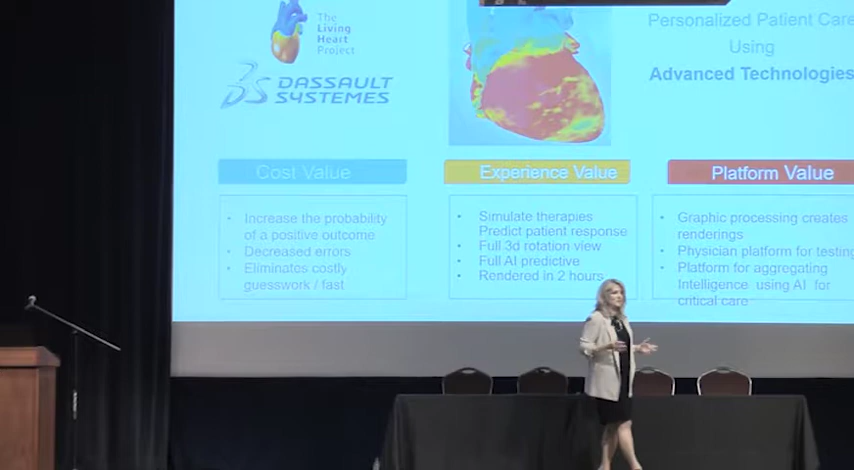 The
Living
Heart
Project
DASSAULT
SYSTEMES
Personalized Patient Care
Using
Advanced Technologies
Cost Value
• Increase the probability
of a positive outcome
• Decreased errors
• Eliminates costly
guesswork / fast
Experience Value
• Simulate therapies
Predict patient response
• Full 3d rotation view
• Full AI predictive
• Rendered in 2 hours
Platform Value
• Graphic processing creates
renderings
• Physician platform for testing
• Platform for aggregating
Intelligence using AI for
critical care